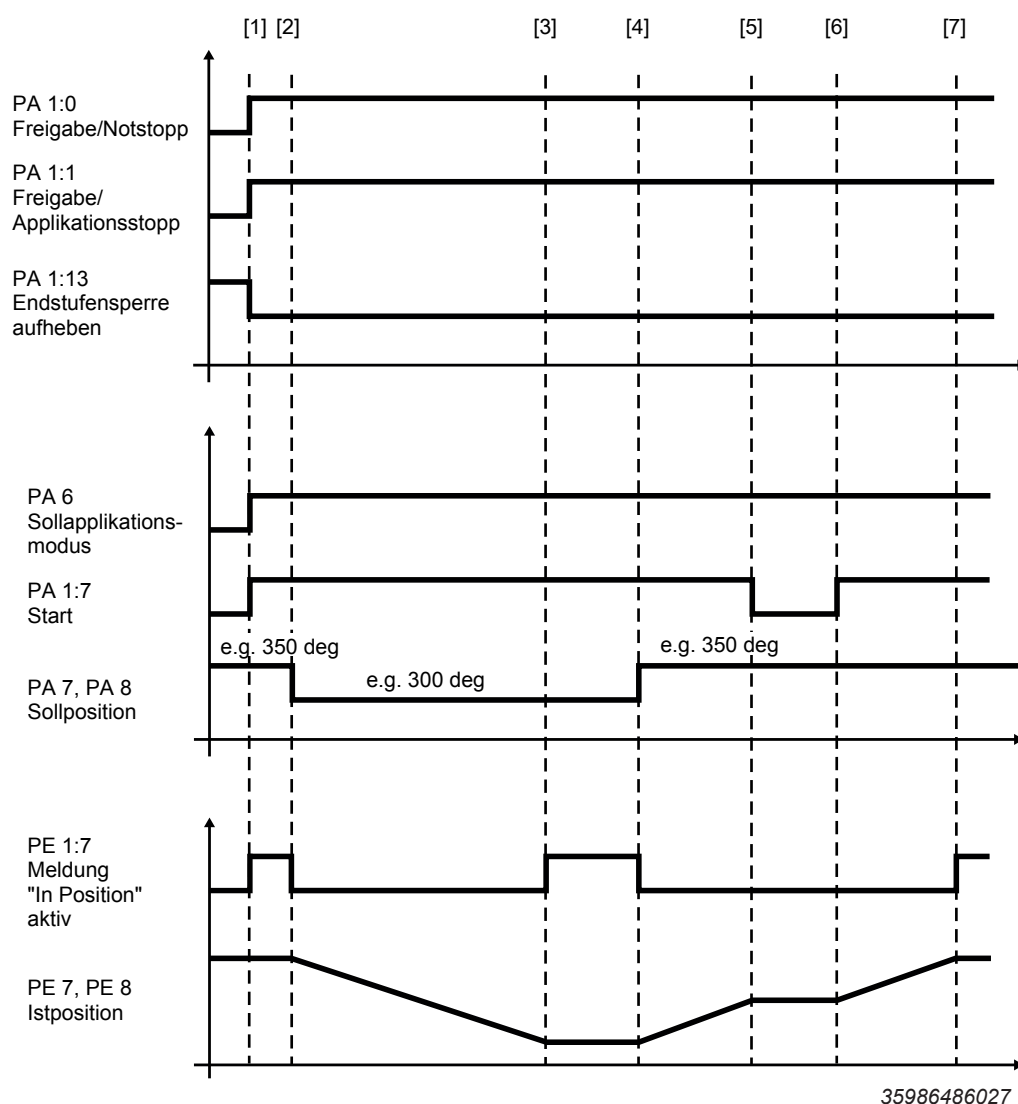 [1] [2] [3] [4] [5] [6] [7]
PA 1:0
Freigabe/Notstopp
PA 1:1
Freigabe/
Applikationsstopp
PA 1:13
Endstufensperre
aufheben
PA 6
Sollapplikations-
modus
PA 1:7
Start
e.g. 350 deg
e.g. 300 deg
e.g. 350 deg
PA 7, PA 8
Sollposition
PE 1:7
Meldung
"In Position"
aktiv
PE 7, PE 8
Istposition
35986486027